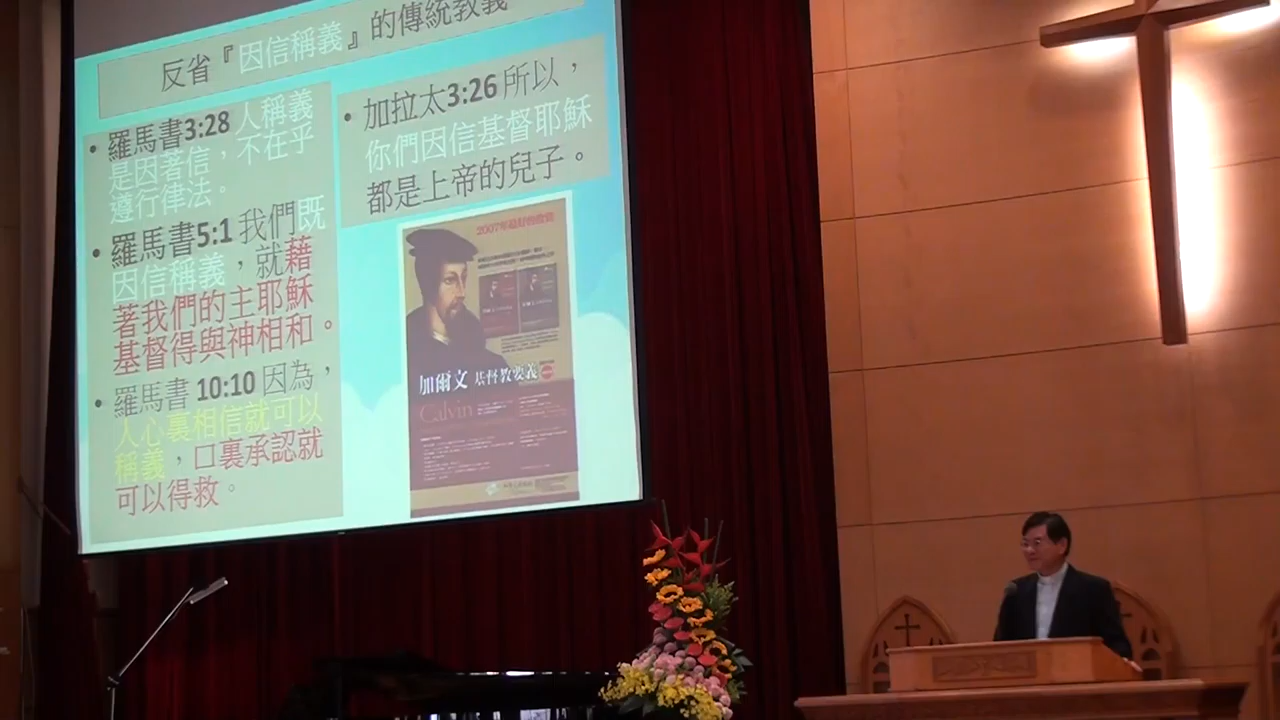 反省『因信稱義』的傳統教義
• 羅馬書3:28 人稱義
是因著信，不在乎
遵行律法。
• 羅馬書5:1 我們既
因信稱義，就藉
著我們的主耶穌
基督得與神相和。
• 羅馬書 10:10 因為，
人心裏相信就可以
稱義，口裏承認就
可以得救。
• 加拉太3:26 所以，
你們因信基督耶穌
都是上帝的兒子。
2007年最好的政治
加爾文 基督教要義
Calvin